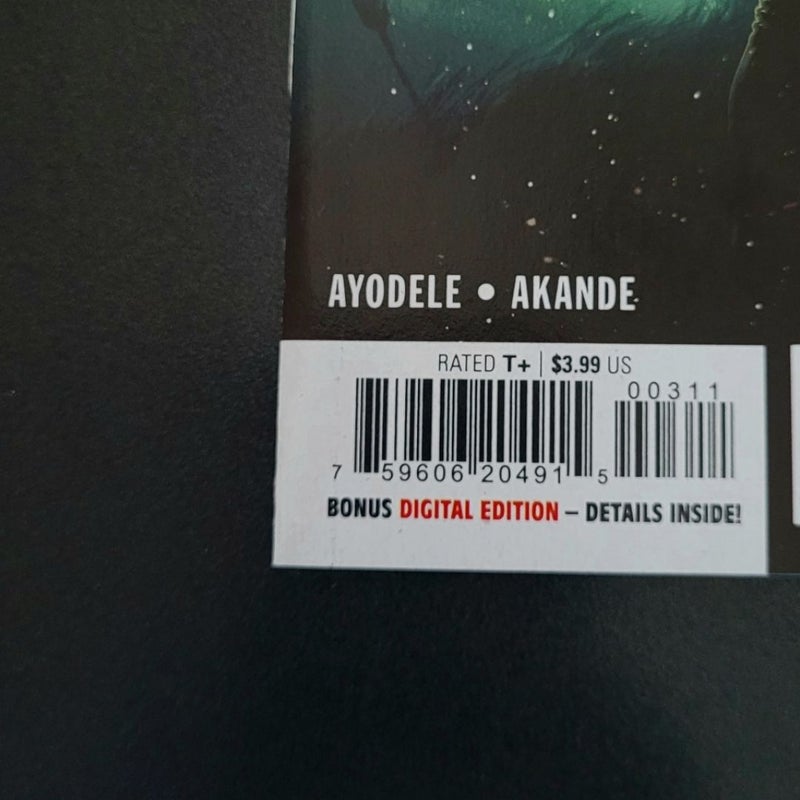 AYODELE • AKANDE
RATED T+ | $3.99 US
00311
7 59606 20491 5
BONUS DIGITAL EDITION – DETAILS INSIDE!